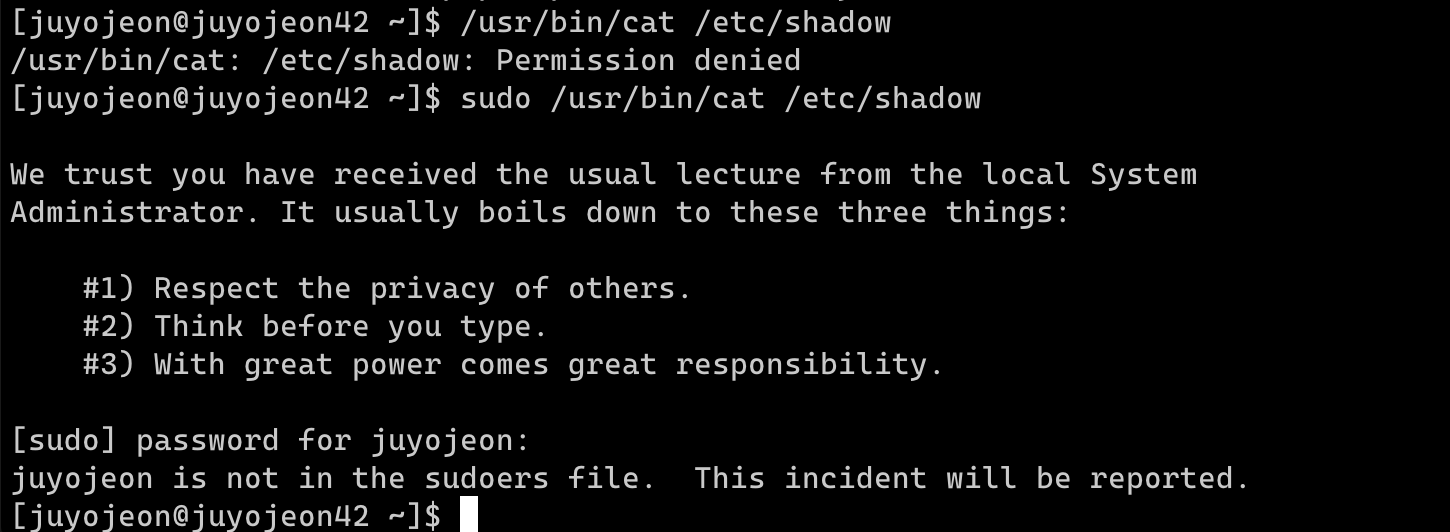 [juyojeon@juyojeon42 ~]$ /usr/bin/cat /etc/shadow
/usr/bin/cat: /etc/shadow: Permission denied
[juyojeon@juyojeon42 ~]$ sudo /usr/bin/cat /etc/shadow

We trust you have received the usual lecture from the local System
Administrator. It usually boils down to these three things:

    #1) Respect the privacy of others.
    #2) Think before you type.
    #3) With great power comes great responsibility.

[sudo] password for juyojeon:
juyojeon is not in the sudoers file.  This incident will be reported.
[juyojeon@juyojeon42 ~]$